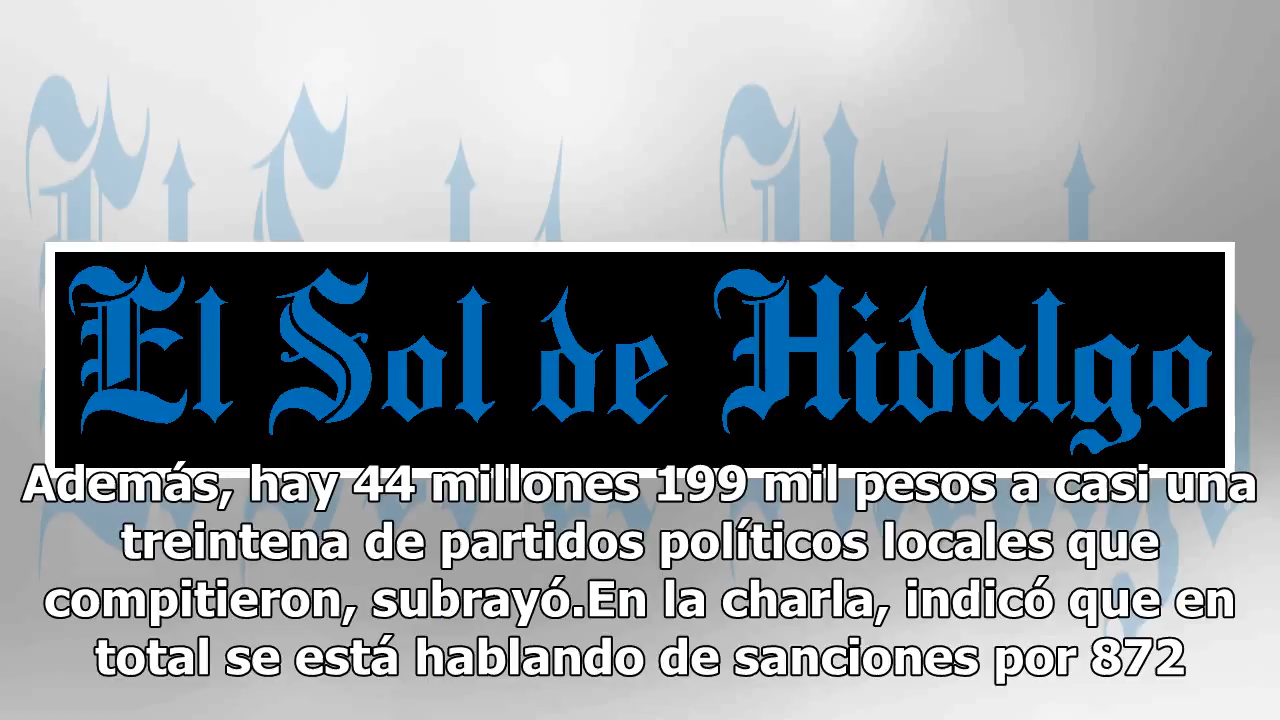 El Sol de Hidalgo
Además, hay 44 millones 199 mil pesos a casi una
treintena de partidos políticos locales que
compitieron, subrayó.En la charla, indicó que en
total se está hablando de sanciones por 872